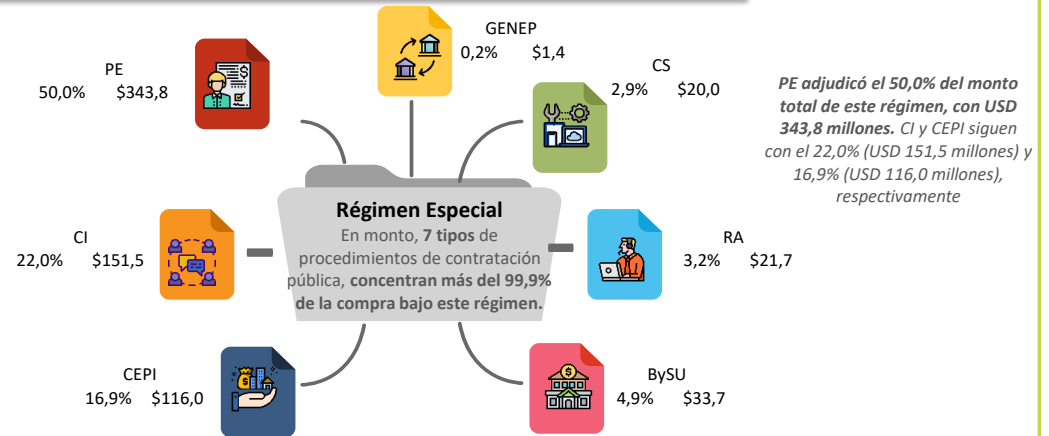 GENEP
0,2% $1,4
PE
50,0% $343,8
CS
2,9% $20,0
PE adjudicó el 50,0% del monto
total de este régimen, con USD
343,8 millones. CI y CEPI siguen
con el 22,0% (USD 151,5 millones) y
16,9% (USD 116,0 millones),
respectivamente
Régimen Especial
En monto, 7 tipos de
procedimientos de contratación
pública, concentran más del 99,9%
de la compra bajo este régimen.
CI
22,0% $151,5
RA
3,2% $21,7
CEPI
16,9% $116,0
BySU
4,9% $33,7